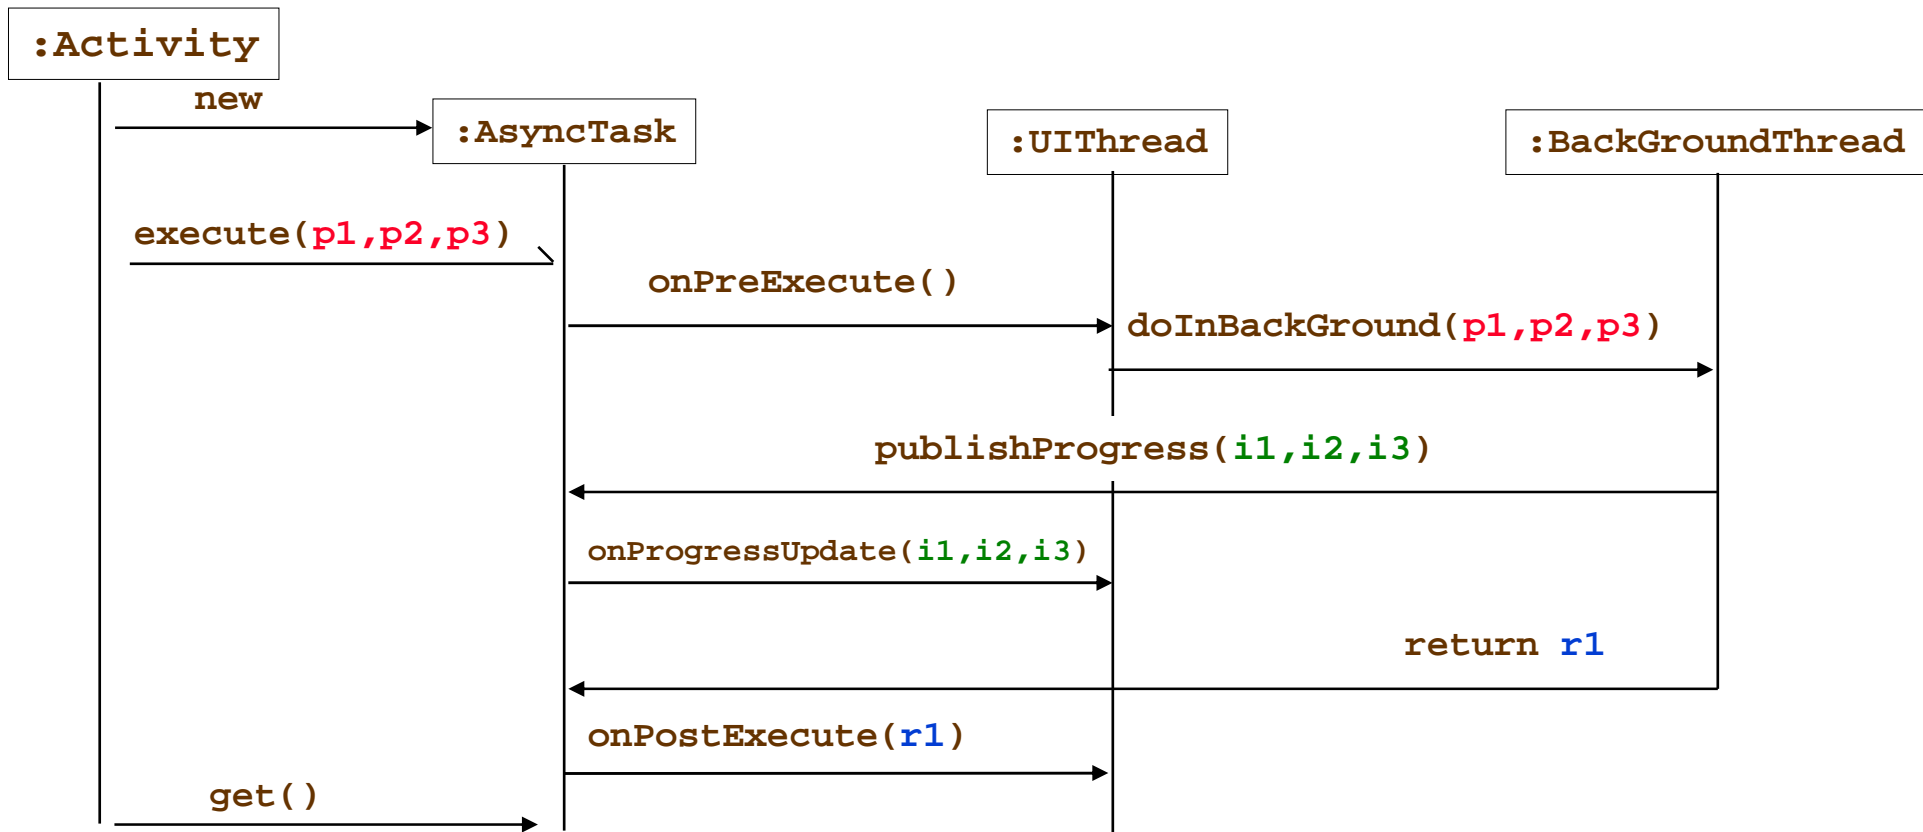 :Activity
new
:AsyncTask
:UIThread
:BackGroundThread
execute(p1,p2,p3)
onPreExecute()
doInBackGround(p1,p2,p3)
publishProgress(i1,i2,i3)
onProgressUpdate(i1,i2,i3)
return r1
onPostExecute(r1)
get()